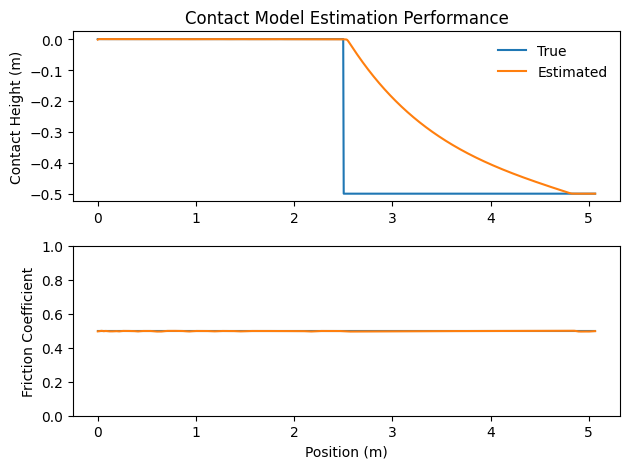 Contact Model Estimation Performance
Contact Height (m)
0.0
−0.1
−0.2
−0.3
−0.4
−0.5
True
Estimated
0 1 2 3 4 5
Friction Coefficient
1.0
0.8
0.6
0.4
0.2
0.0
0 1 2 3 4 5
Position (m)